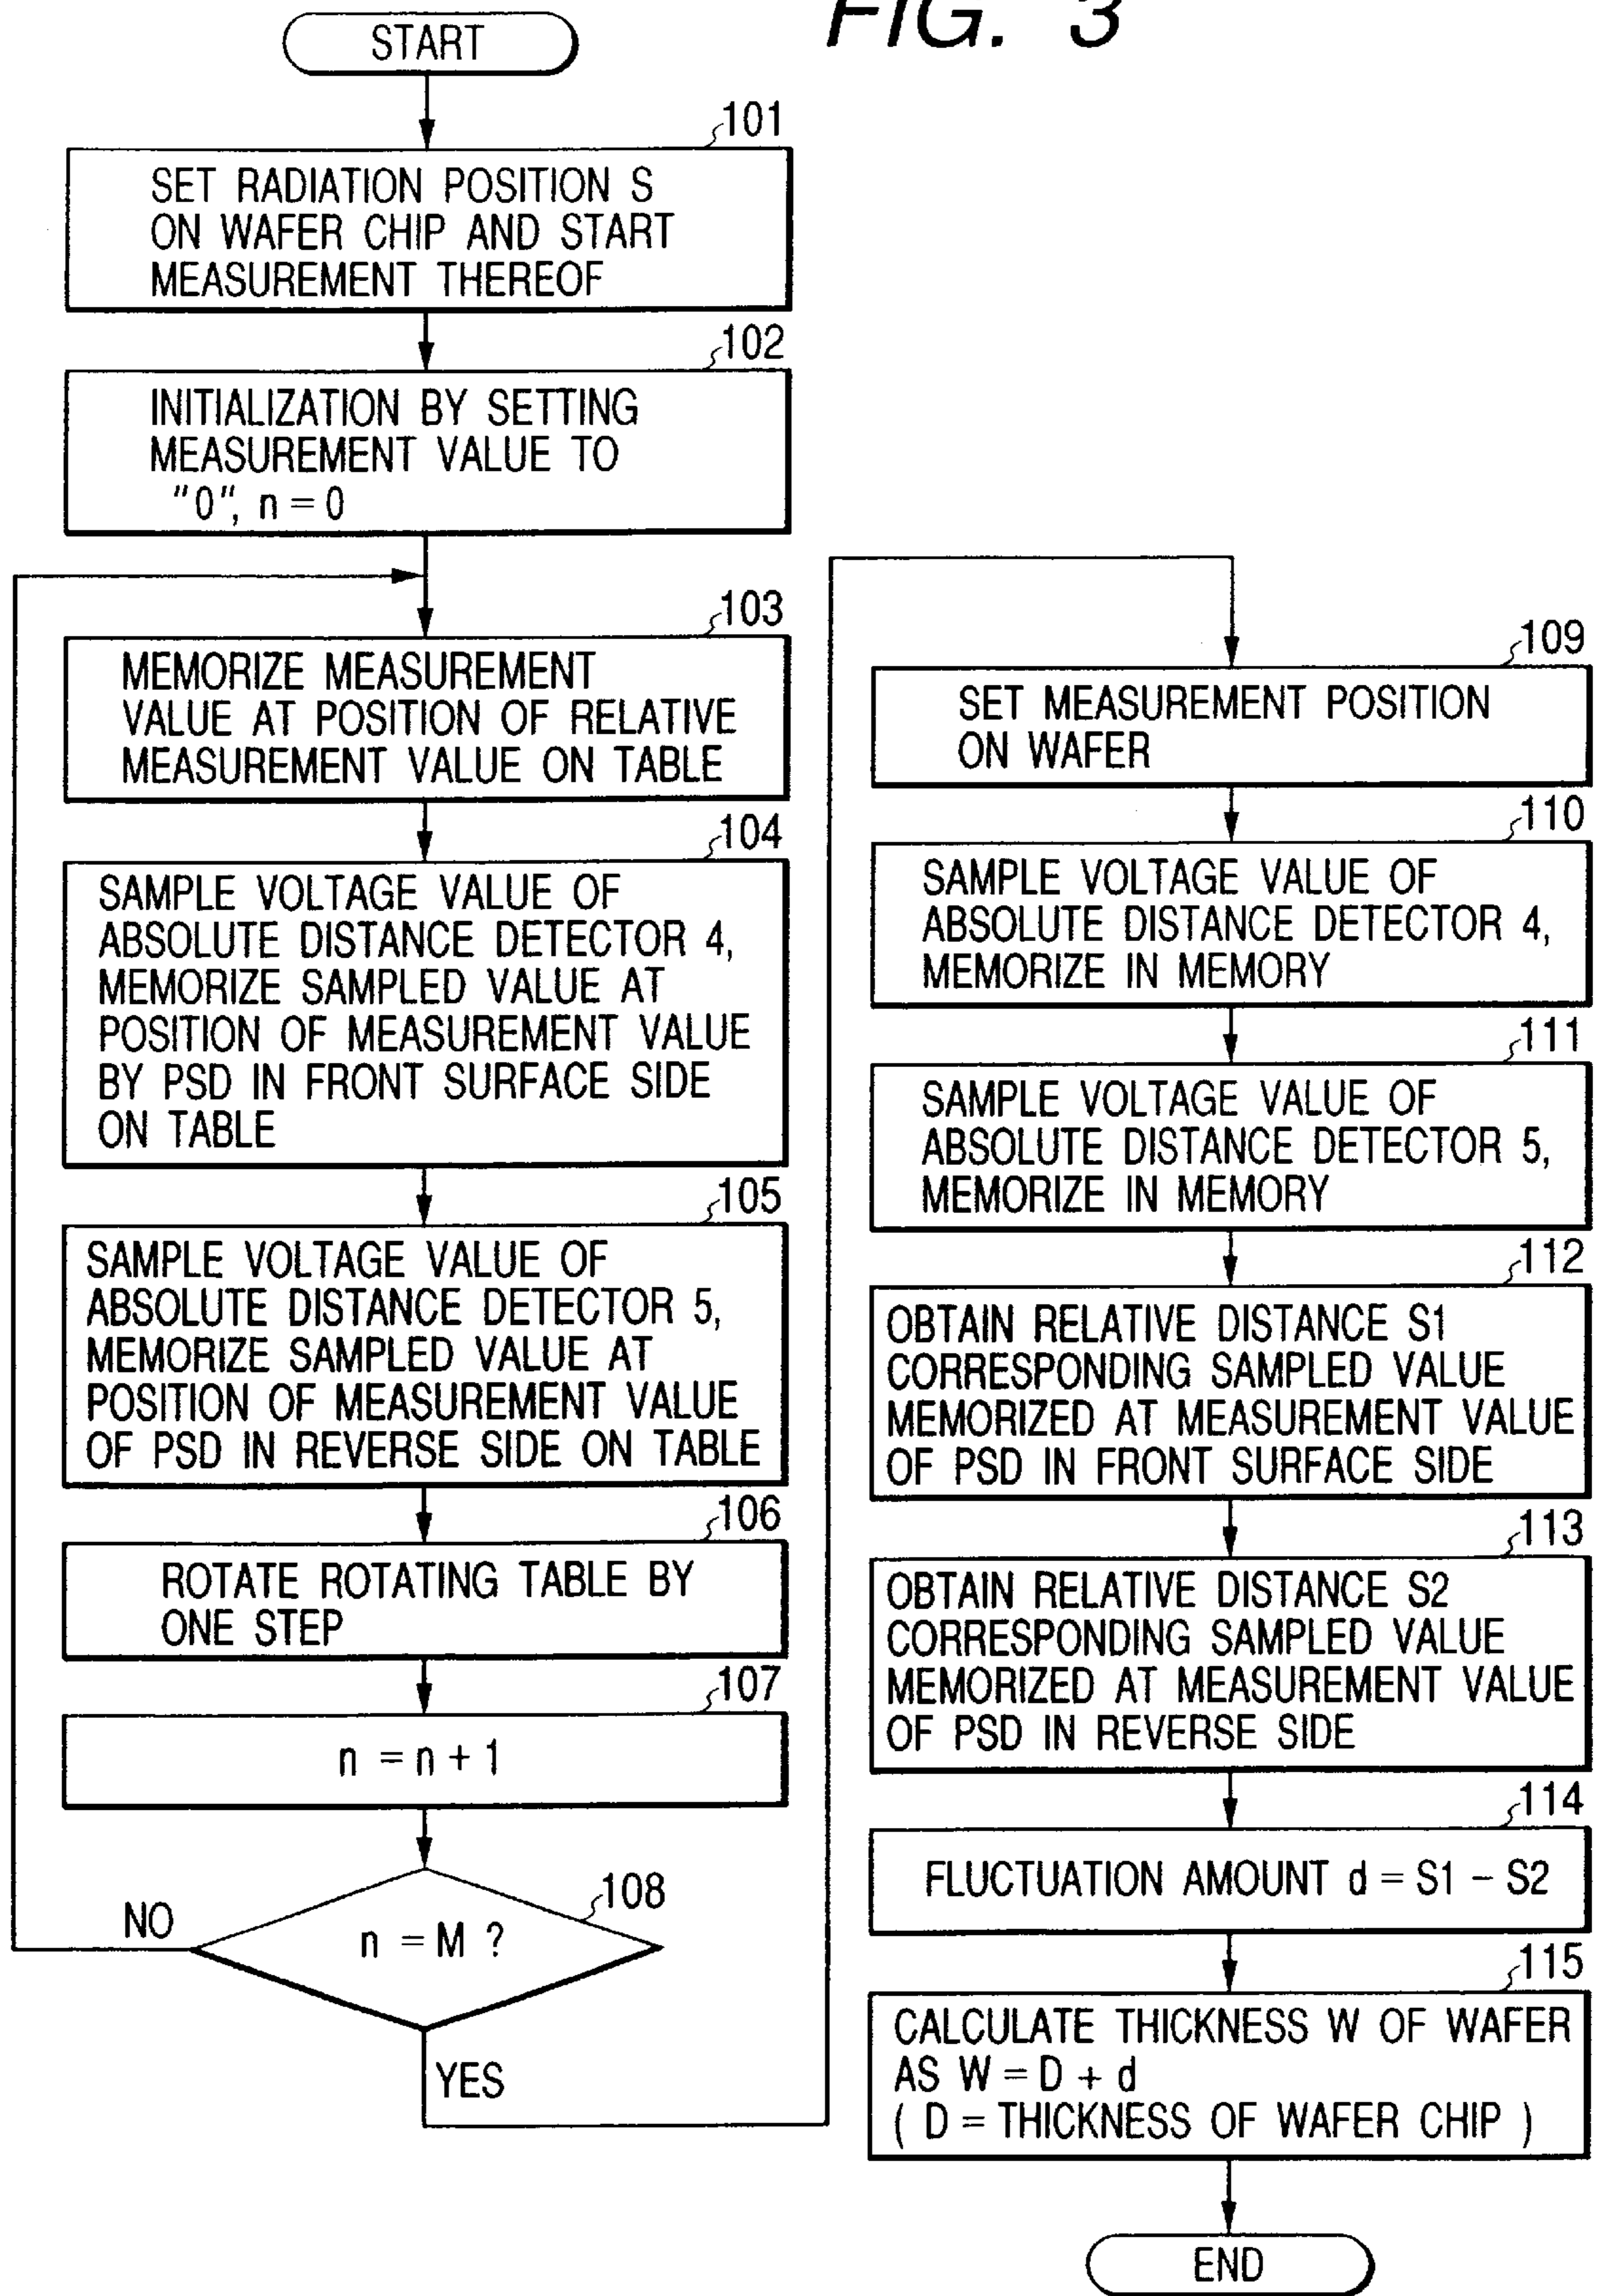 FIG. 3
START
101
SET RADIATION POSITION S
ON WAFER CHIP AND START
MEASUREMENT THEREOF
102
INITIALIZATION BY SETTING
MEASUREMENT VALUE TO
"0", n = 0
103
MEMORIZE MEASUREMENT
VALUE AT POSITION OF RELATIVE
MEASUREMENT VALUE ON TABLE
104
SAMPLE VOLTAGE VALUE OF
ABSOLUTE DISTANCE DETECTOR 4,
MEMORIZE SAMPLED VALUE AT
POSITION OF MEASUREMENT VALUE
BY PSD IN FRONT SURFACE SIDE
ON TABLE
105
SAMPLE VOLTAGE VALUE OF
ABSOLUTE DISTANCE DETECTOR 5,
MEMORIZE SAMPLED VALUE AT
POSITION OF MEASUREMENT VALUE
OF PSD IN REVERSE SIDE ON TABLE
106
ROTATE ROTATING TABLE BY
ONE STEP
107
n = n + 1
108
n = M ?
NO
YES
109
SET MEASUREMENT POSITION
ON WAFER
110
SAMPLE VOLTAGE VALUE OF
ABSOLUTE DISTANCE DETECTOR 4,
MEMORIZE IN MEMORY
111
SAMPLE VOLTAGE VALUE OF
ABSOLUTE DISTANCE DETECTOR 5,
MEMORIZE IN MEMORY
112
OBTAIN RELATIVE DISTANCE S1
CORRESPONDING SAMPLED VALUE
MEMORIZED AT MEASUREMENT VALUE
OF PSD IN FRONT SURFACE SIDE
113
OBTAIN RELATIVE DISTANCE S2
CORRESPONDING SAMPLED VALUE
MEMORIZED AT MEASUREMENT VALUE
OF PSD IN REVERSE SIDE
114
FLUCTUATION AMOUNT d = S1 - S2
115
CALCULATE THICKNESS W OF WAFER
AS W = D + d
( D = THICKNESS OF WAFER CHIP )
END